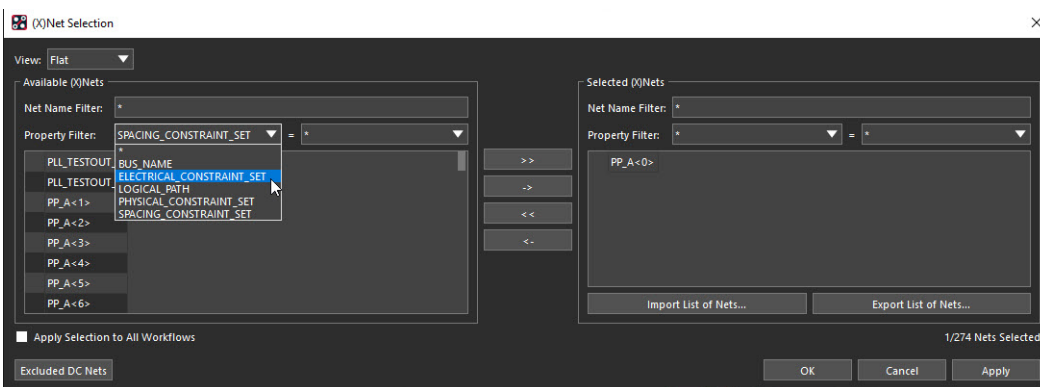 (X)Net Selection
View: Flat
Available (X)Nets
Net Name Filter: *
Property Filter: SPACING_CONSTRAINT_SET = *
*
BUS_NAME
ELECTRICAL_CONSTRAINT_SET
LOGICAL_PATH
PHYSICAL_CONSTRAINT_SET
SPACING_CONSTRAINT_SET
PLL_TESTOUT_
PLL_TESTOUT_
PP_A<1>
PP_A<2>
PP_A<3>
PP_A<4>
PP_A<5>
PP_A<6>
>>
->
<<
<-
Selected (X)Nets
Net Name Filter: *
Property Filter: * = *
PP_A<0>
Import List of Nets... Export List of Nets...
Apply Selection to All Workflows
1/274 Nets Selected
Excluded DC Nets
OK Cancel Apply